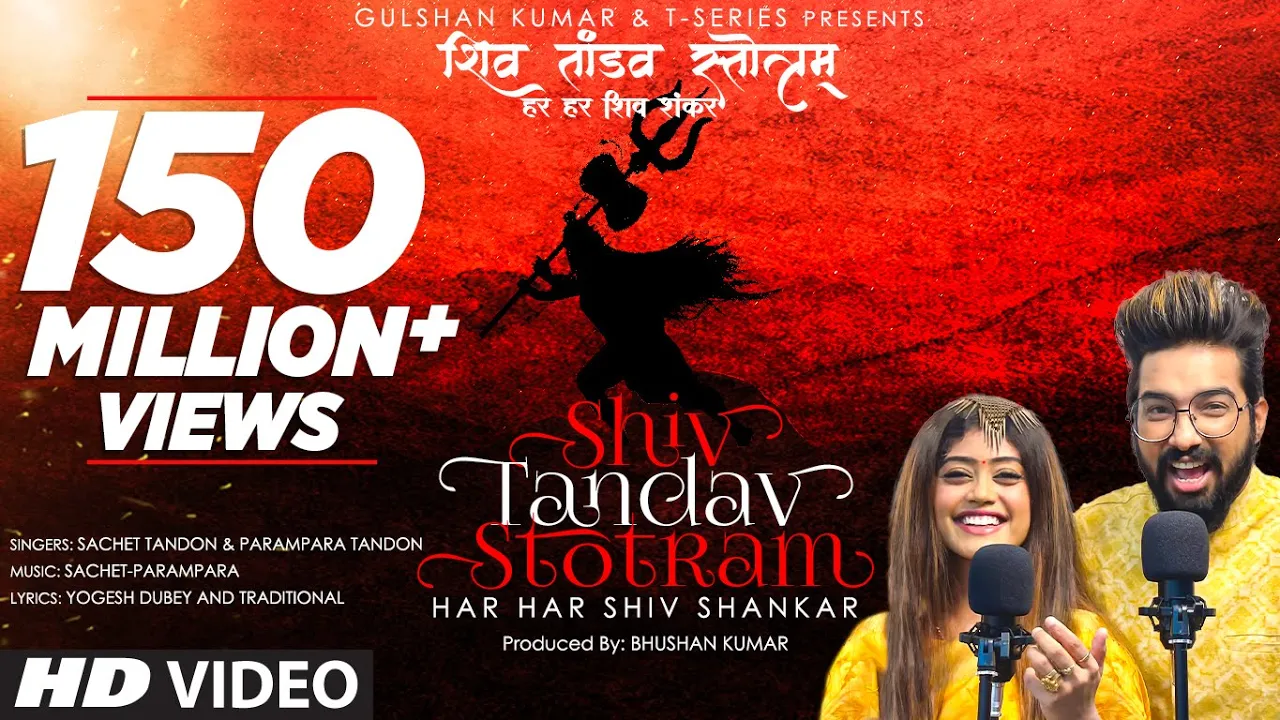 GULSHAN KUMAR & T-SERIES PRESENTS
शिव तांडव स्तोत्रम्
हर हर शिव शंकर
150
MILLION+
VIEWS
Shiv
Tandav
Stotram
HAR HAR SHIV SHANKAR
Produced By: BHUSHAN KUMAR
SINGERS: SACHET TANDON & PARAMPARA TANDON
MUSIC: SACHET-PARAMPARA
LYRICS: YOGESH DUBEY AND TRADITIONAL
HD VIDEO